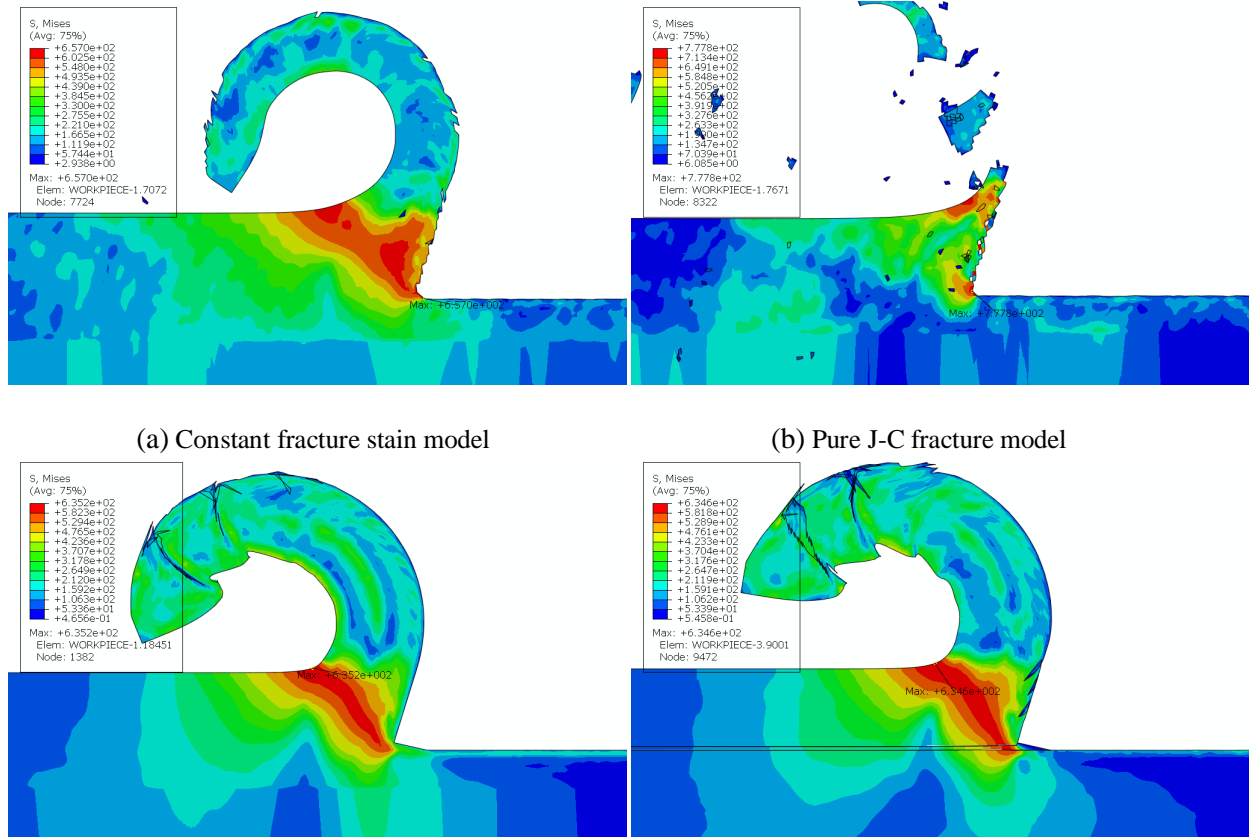 S, Mises
(Avg: 75%)
+6.570e+02
+6.025e+02
+5.480e+02
+4.935e+02
+4.390e+02
+3.845e+02
+3.300e+02
+2.755e+02
+2.210e+02
+1.665e+02
+1.119e+02
+5.744e+01
+2.938e+00
Max: +6.570e+02
Elem: WORKPIECE-1.7072
Node: 7724
Max: +6.570e+002
S, Mises
(Avg: 75%)
+7.778e+02
+7.134e+02
+6.491e+02
+5.848e+02
+5.205e+02
+4.562e+02
+3.919e+02
+3.276e+02
+2.633e+02
+1.990e+02
+1.347e+02
+7.039e+01
+6.085e+00
Max: +7.778e+02
Elem: WORKPIECE-1.7671
Node: 8322
Max: +7.778e+002
(a) Constant fracture stain model
(b) Pure J-C fracture model
S, Mises
(Avg: 75%)
+6.352e+02
+5.823e+02
+5.294e+02
+4.765e+02
+4.236e+02
+3.707e+02
+3.178e+02
+2.649e+02
+2.120e+02
+1.592e+02
+1.062e+02
+5.336e+01
+4.656e-01
Max: +6.352e+02
Elem: WORKPIECE-1.18451
Node: 1382
Max: +6.352e+002
S, Mises
(Avg: 75%)
+6.346e+02
+5.818e+02
+5.289e+02
+4.761e+02
+4.233e+02
+3.704e+02
+3.176e+02
+2.647e+02
+2.119e+02
+1.591e+02
+1.062e+02
+5.339e+01
+5.458e-01
Max: +6.346e+02
Elem: WORKPIECE-3.9001
Node: 9472
Max: +6.346e+002